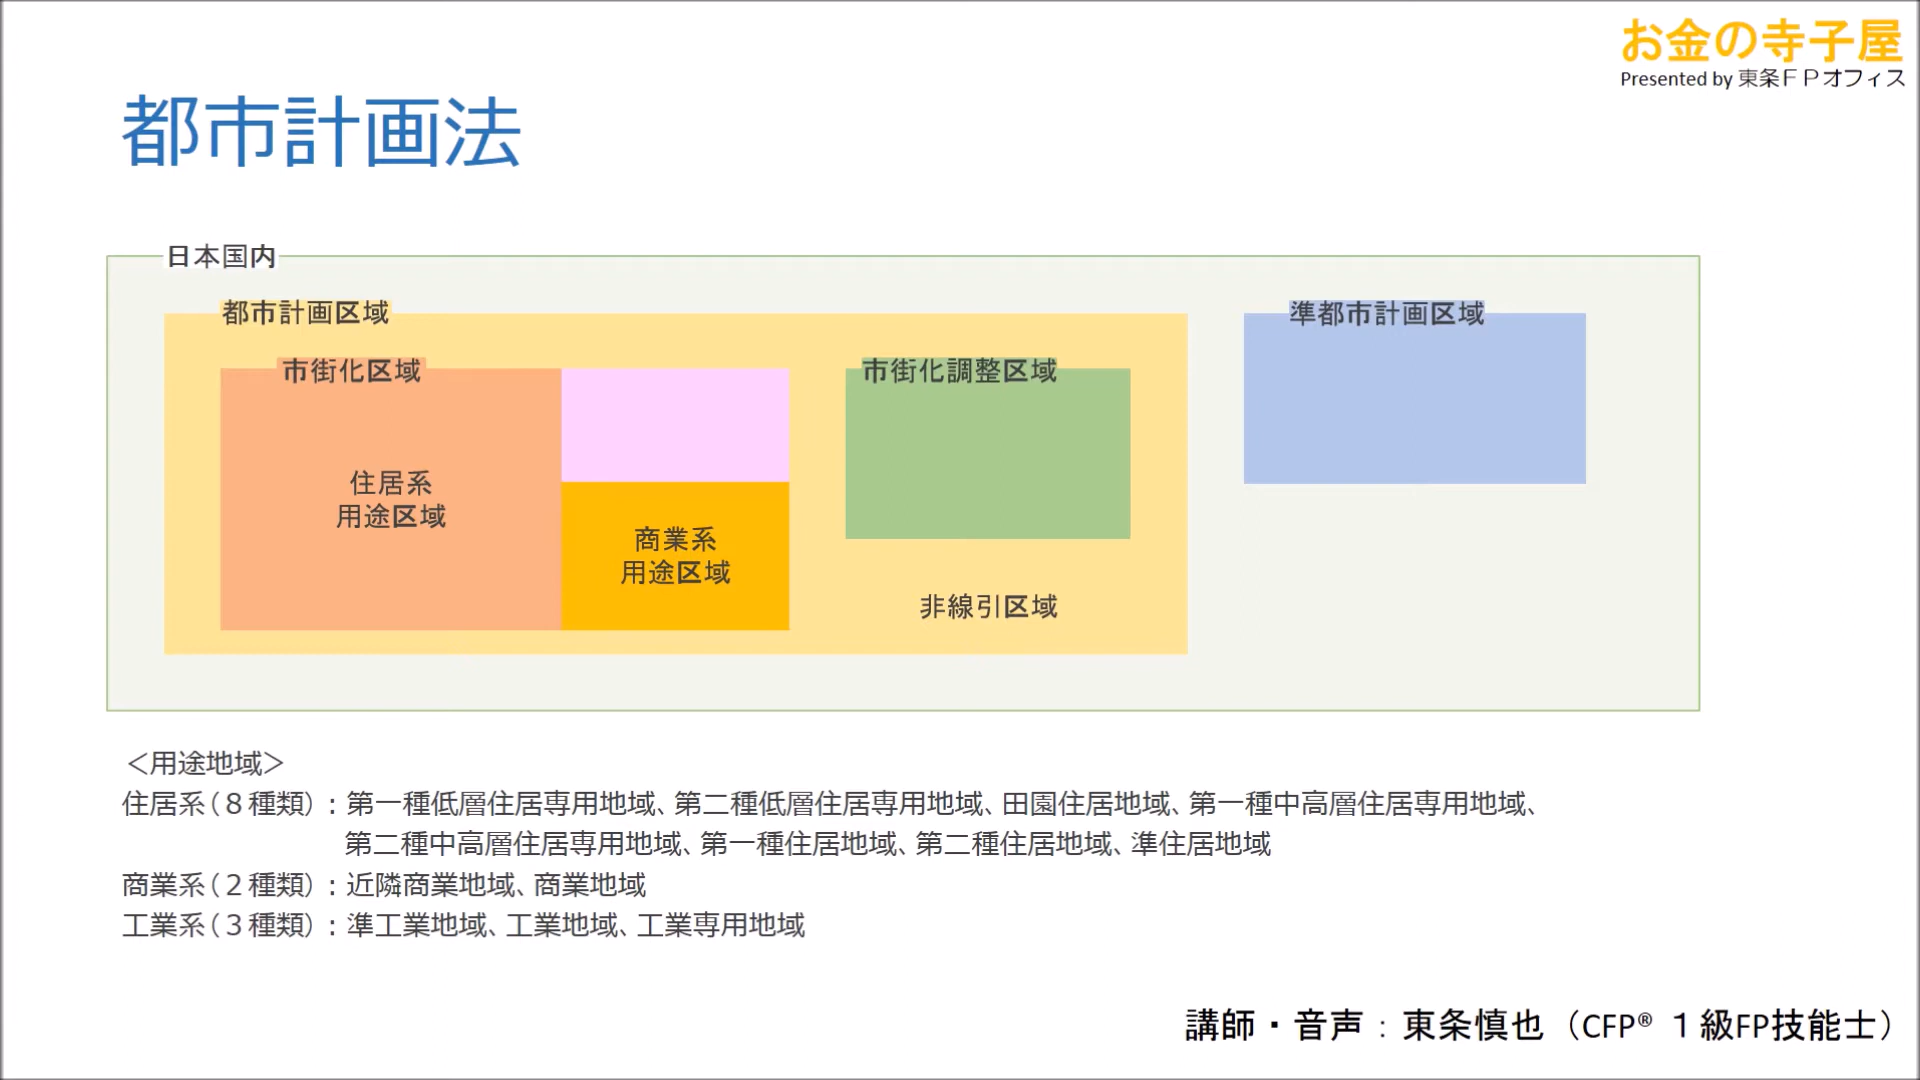 お金の寺子屋
Presented by 東条ＦＰオフィス
都市計画法
日本国内
都市計画区域
準都市計画区域
市街化区域
市街化調整区域
住居系
用途区域
商業系
用途区域
非線引区域
＜用途地域＞
住居系（８種類）：第一種低層住居専用地域、第二種低層住居専用地域、田園住居地域、第一種中高層住居専用地域、
第二種中高層住居専用地域、第一種住居地域、第二種住居地域、準住居地域
商業系（２種類）：近隣商業地域、商業地域
工業系（３種類）：準工業地域、工業地域、工業専用地域
講師・音声：東条慎也（CFP® １級FP技能士）